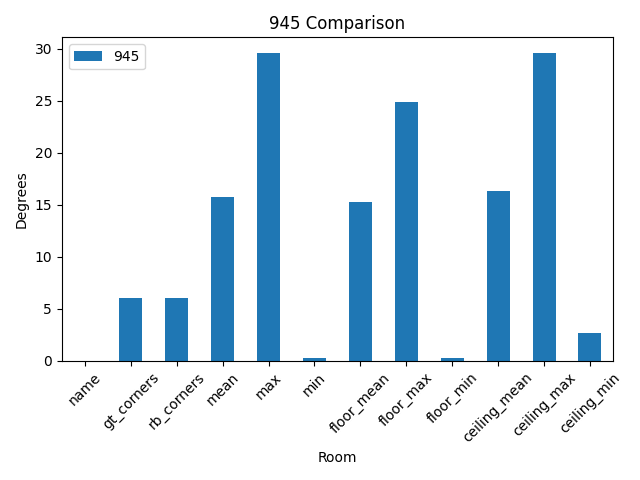 945 Comparison
945
Degrees
30
25
20
15
10
5
0
name
gt_corners
rb_corners
mean
max
min
floor_mean
floor_max
floor_min
ceiling_mean
ceiling_max
ceiling_min
Room